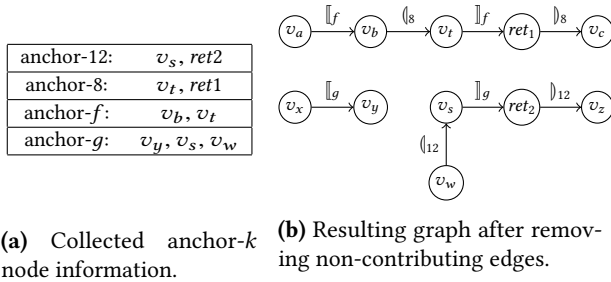 anchor-12: v_s, ret2
anchor-8: v_t, ret1
anchor-f: v_b, v_t
anchor-g: v_y, v_s, v_w
(a) Collected anchor-k
node information.
⟦_f ⦇_8 ⟧_f ⦈_8
v_a v_b v_t ret_1 v_c
⟦_g ⟧_g ⦈_12
v_x v_y v_s ret_2 v_z
⦇_12
v_w
(b) Resulting graph after remov-
ing non-contributing edges.